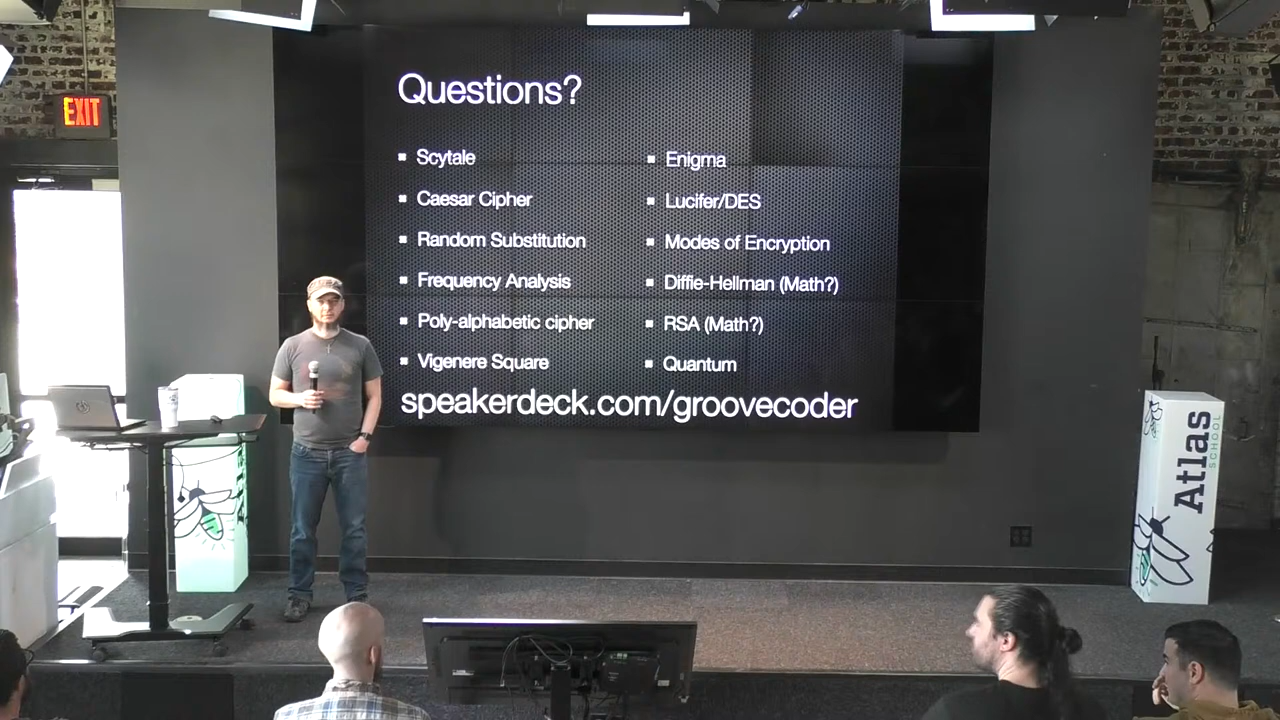 EXIT
Questions?
Scytale
Caesar Cipher
Random Substitution
Frequency Analysis
Poly-alphabetic cipher
Vigenere Square
Enigma
Lucifer/DES
Modes of Encryption
Diffie-Hellman (Math?)
RSA (Math?)
Quantum
speakerdeck.com/groovecoder
Atlas
SCHOOL